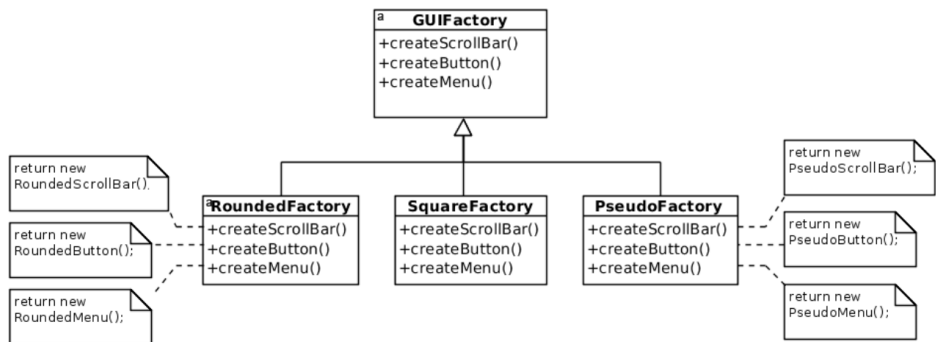 a GUIFactory
+createScrollBar()
+createButton()
+createMenu()
return new
RoundedScrollBar().
return new
RoundedButton();
return new
RoundedMenu();
a RoundedFactory
+createScrollBar()
+createButton()
+createMenu()
SquareFactory
+createScrollBar()
+createButton()
+createMenu()
PseudoFactory
+createScrollBar()
+createButton()
+createMenu()
return new
PseudoScrollBar();
return new
PseudoButton();
return new
PseudoMenu();